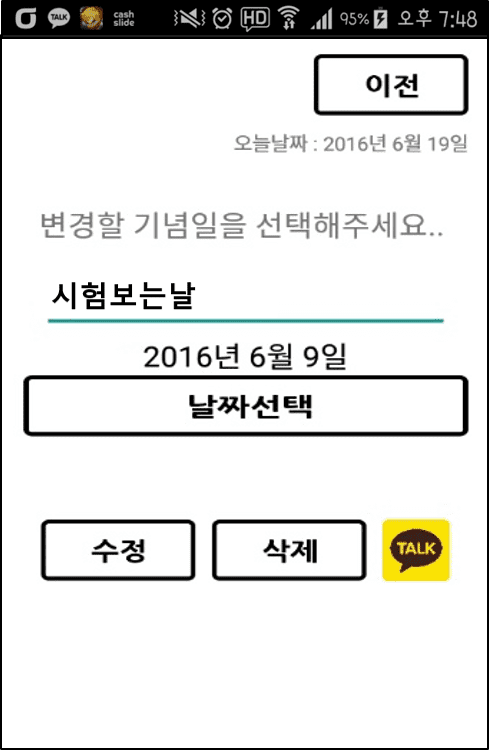 TALK cash slide HD 95% 오후 7:48
이전
오늘날짜 : 2016년 6월 19일
변경할 기념일을 선택해주세요..
시험보는날
2016년 6월 9일
날짜선택
수정 삭제 TALK